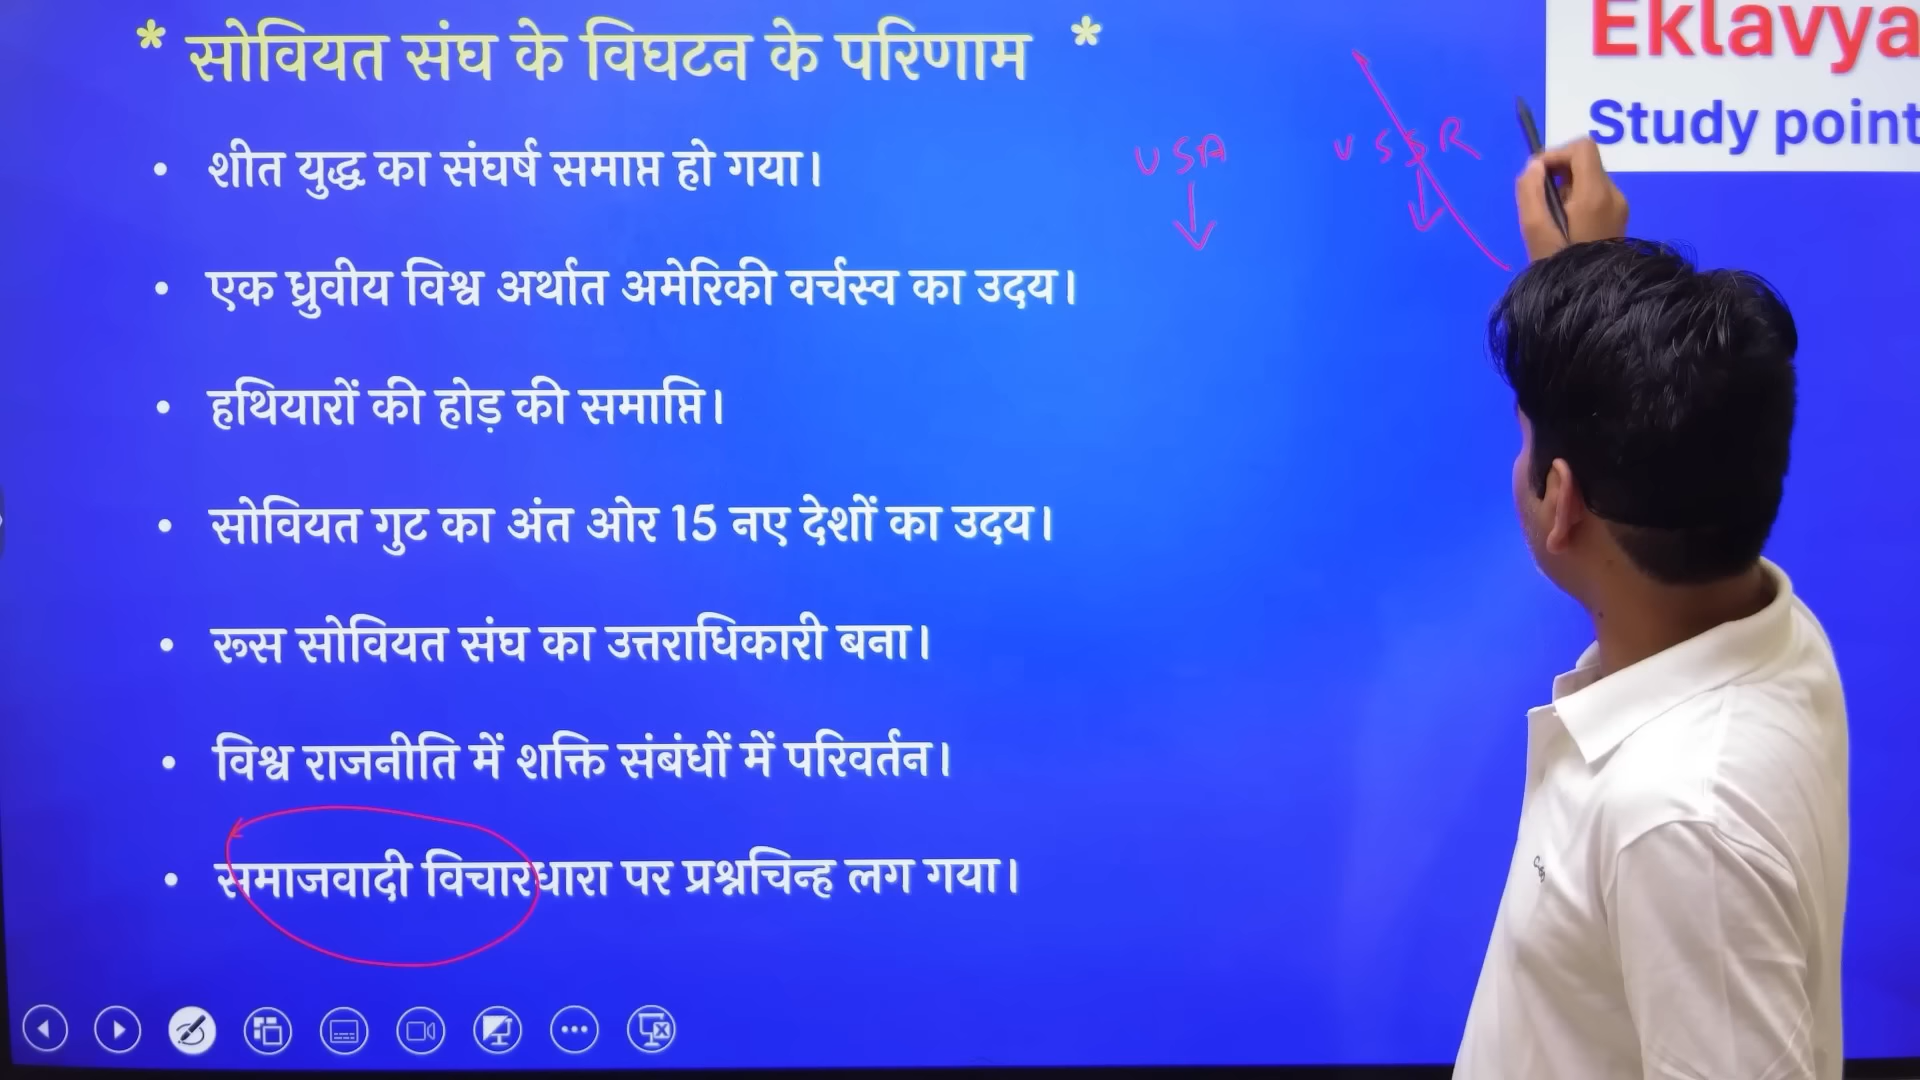 * सोवियत संघ के विघटन के परिणाम *
Eklavya
Study point
USA
USSR
• शीत युद्ध का संघर्ष समाप्त हो गया।
• एक ध्रुवीय विश्व अर्थात अमेरिकी वर्चस्व का उदय।
• हथियारों की होड़ की समाप्ति।
• सोवियत गुट का अंत ओर 15 नए देशों का उदय।
• रूस सोवियत संघ का उत्तराधिकारी बना।
• विश्व राजनीति में शक्ति संबंधों में परिवर्तन।
• समाजवादी विचारधारा पर प्रश्नचिन्ह लग गया।